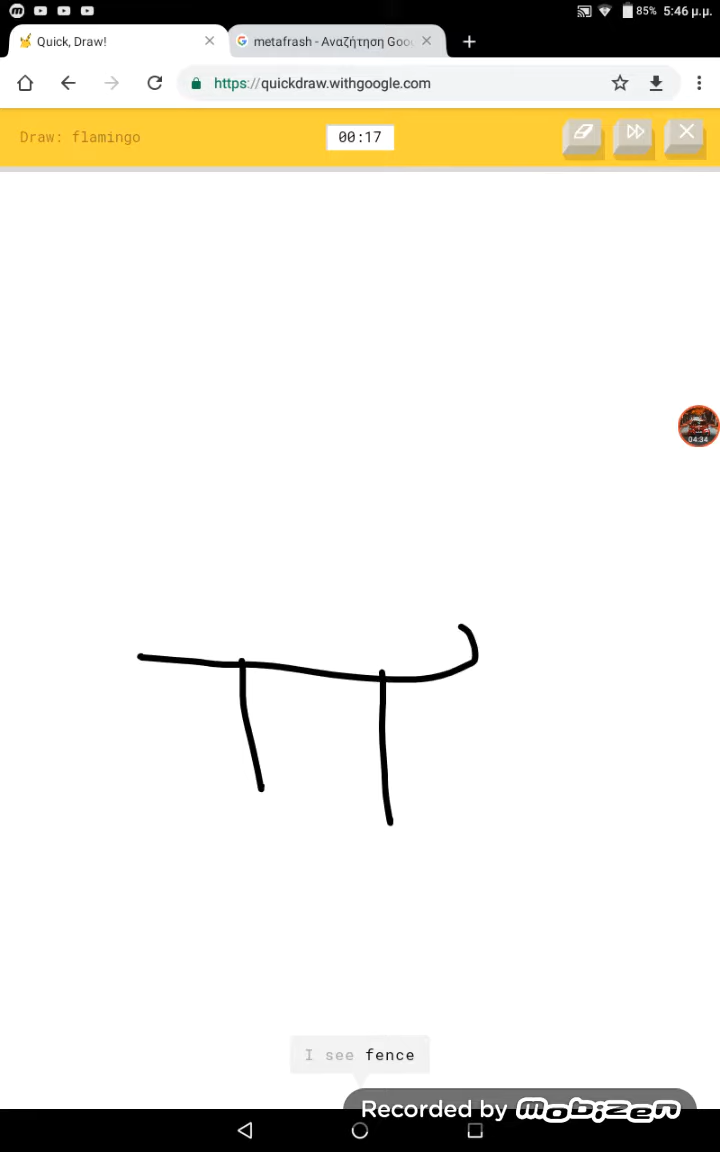 85% 5:46 μ.μ.
Quick, Draw!
metafrash - Αναζήτηση Goo
https://quickdraw.withgoogle.com
Draw: flamingo
00:17
04:34
I see fence
Recorded by mobizen